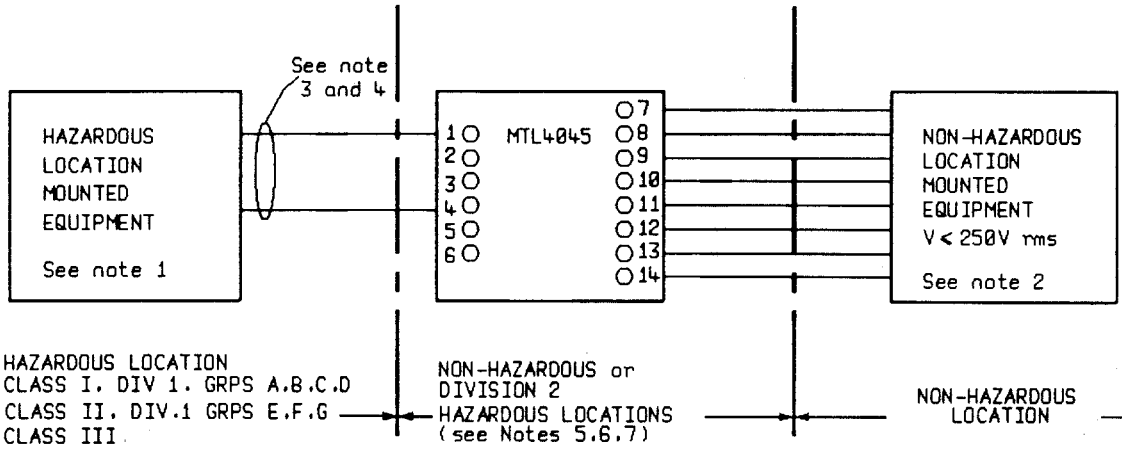 See note
3 and 4
HAZARDOUS
LOCATION
MOUNTED
EQUIPMENT
See note 1
1
2
3
4
5
6
MTL4045
7
8
9
10
11
12
13
14
NON-HAZARDOUS
LOCATION
MOUNTED
EQUIPMENT
V < 250V rms
See note 2
HAZARDOUS LOCATION
CLASS I. DIV 1. GRPS A.B.C.D
CLASS II. DIV.1 GRPS E.F.G
CLASS III
NON-HAZARDOUS or
DIVISION 2
HAZARDOUS LOCATIONS
(see Notes 5.6.7)
NON-HAZARDOUS
LOCATION